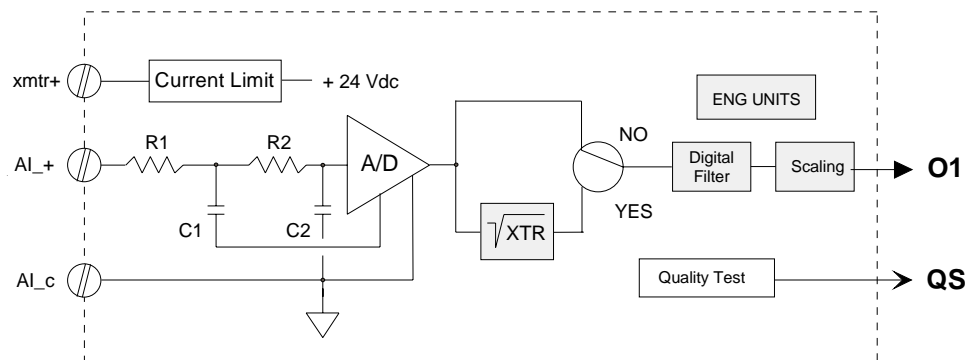 xmtr+
Current Limit
+ 24 Vdc
ENG UNITS
R1
R2
A/D
NO
AI_+
Digital
Filter
Scaling
O1
YES
C1
C2
√XTR
AI_c
Quality Test
QS